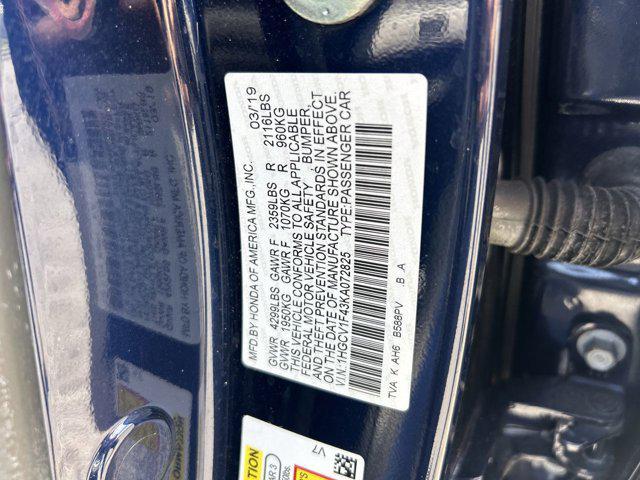 MFD.BY HONDA OF AMERICA MFG.,INC. 03/19
GVWR 4299LBS GAWR F 2359LBS R 2116LBS
GVWR 1950KG GAWR F 1070KG R 960KG
THIS VEHICLE CONFORMS TO ALL APPLICABLE
FEDERAL MOTOR VEHICLE SAFETY BUMPER,
AND THEFT PREVENTION STANDARDS IN EFFECT
ON THE DATE OF MANUFACTURE SHOWN ABOVE.
V.I.N.:1HGCV1F43KA072825 TYPE:PASSENGER CAR
TVA K AH6 B588PV .B .A
V7